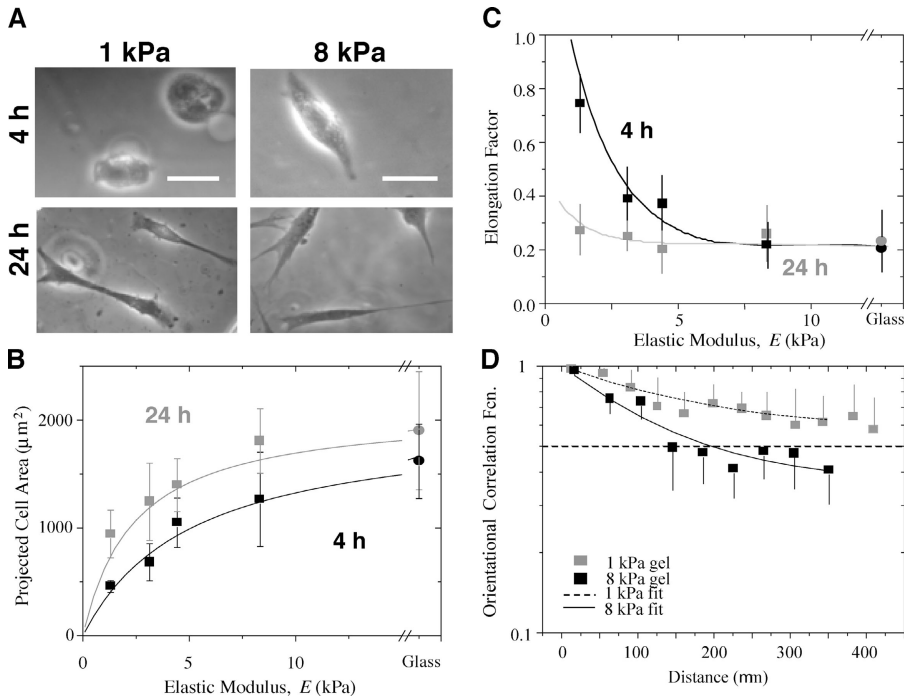 A
1 kPa
8 kPa
4 h
24 h
B
Projected Cell Area (µm²)
2000
1000
0
24 h
4 h
0
5
10
Glass
Elastic Modulus, E (kPa)
C
Elongation Factor
1.0
0.8
0.6
0.4
0.2
0.0
4 h
24 h
0
5
10
Glass
Elastic Modulus, E (kPa)
D
Orientational Correlation Fcn.
1
0.1
1 kPa gel
8 kPa gel
1 kPa fit
8 kPa fit
0
100
200
300
400
Distance (mm)